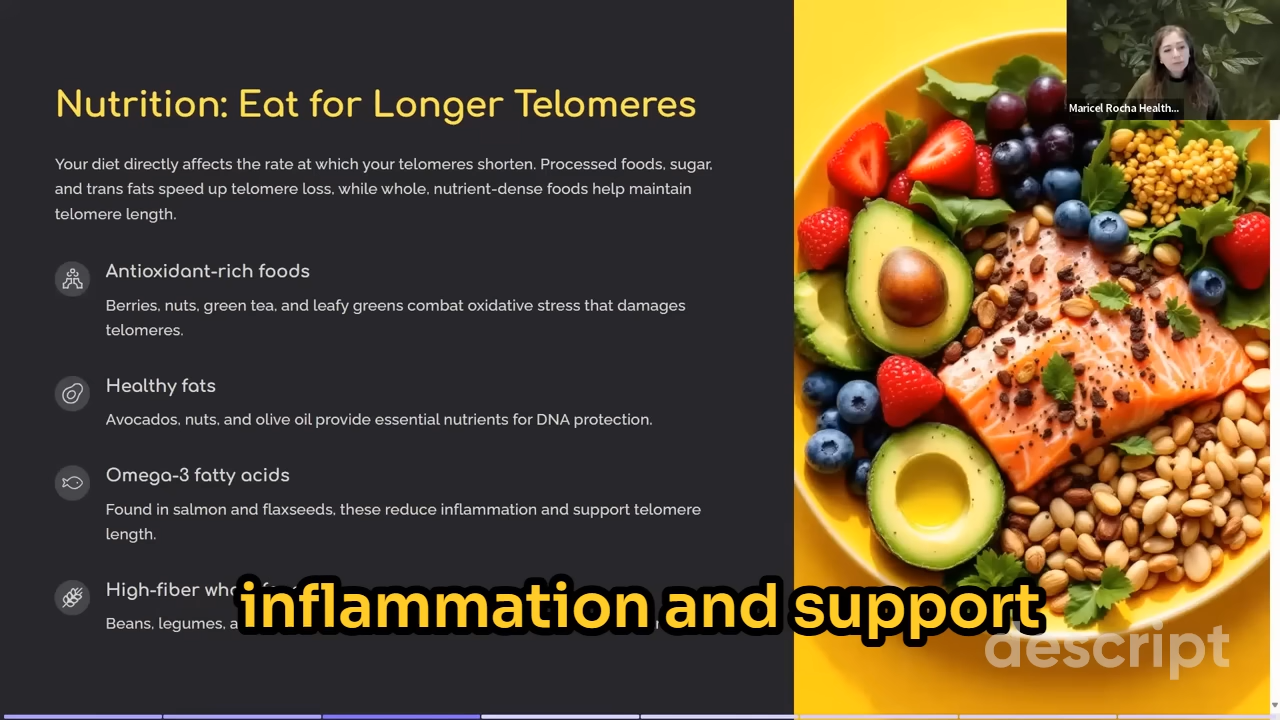 Maricel Rocha Health...
Nutrition: Eat for Longer Telomeres
Your diet directly affects the rate at which your telomeres shorten. Processed foods, sugar,
and trans fats speed up telomere loss, while whole, nutrient-dense foods help maintain
telomere length.
Antioxidant-rich foods
Berries, nuts, green tea, and leafy greens combat oxidative stress that damages
telomeres.
Healthy fats
Avocados, nuts, and olive oil provide essential nutrients for DNA protection.
Omega-3 fatty acids
Found in salmon and flaxseeds, these reduce inflammation and support telomere
length.
High-fiber
Beans, legumes,
inflammation and support
descript